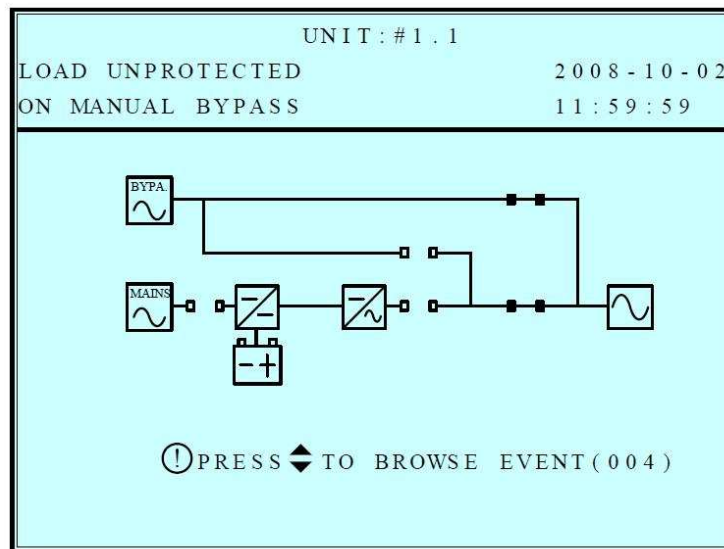 UNIT:#1.1
LOAD UNPROTECTED 2008-10-02
ON MANUAL BYPASS 11:59:59
BYPA.
MAINS
PRESS TO BROWSE EVENT(004)